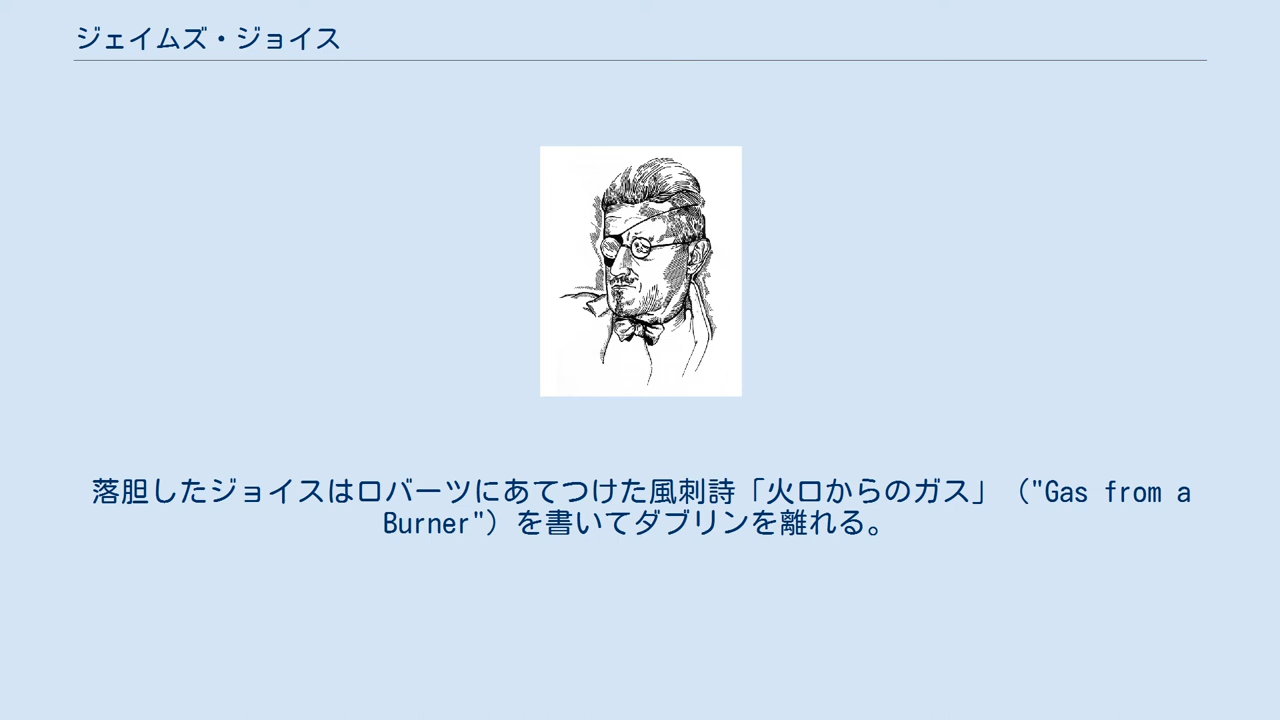 ジェイムズ・ジョイス
落胆したジョイスはロバーツにあてつけた風刺詩「火口からのガス」（"Gas from a
Burner"）を書いてダブリンを離れる。